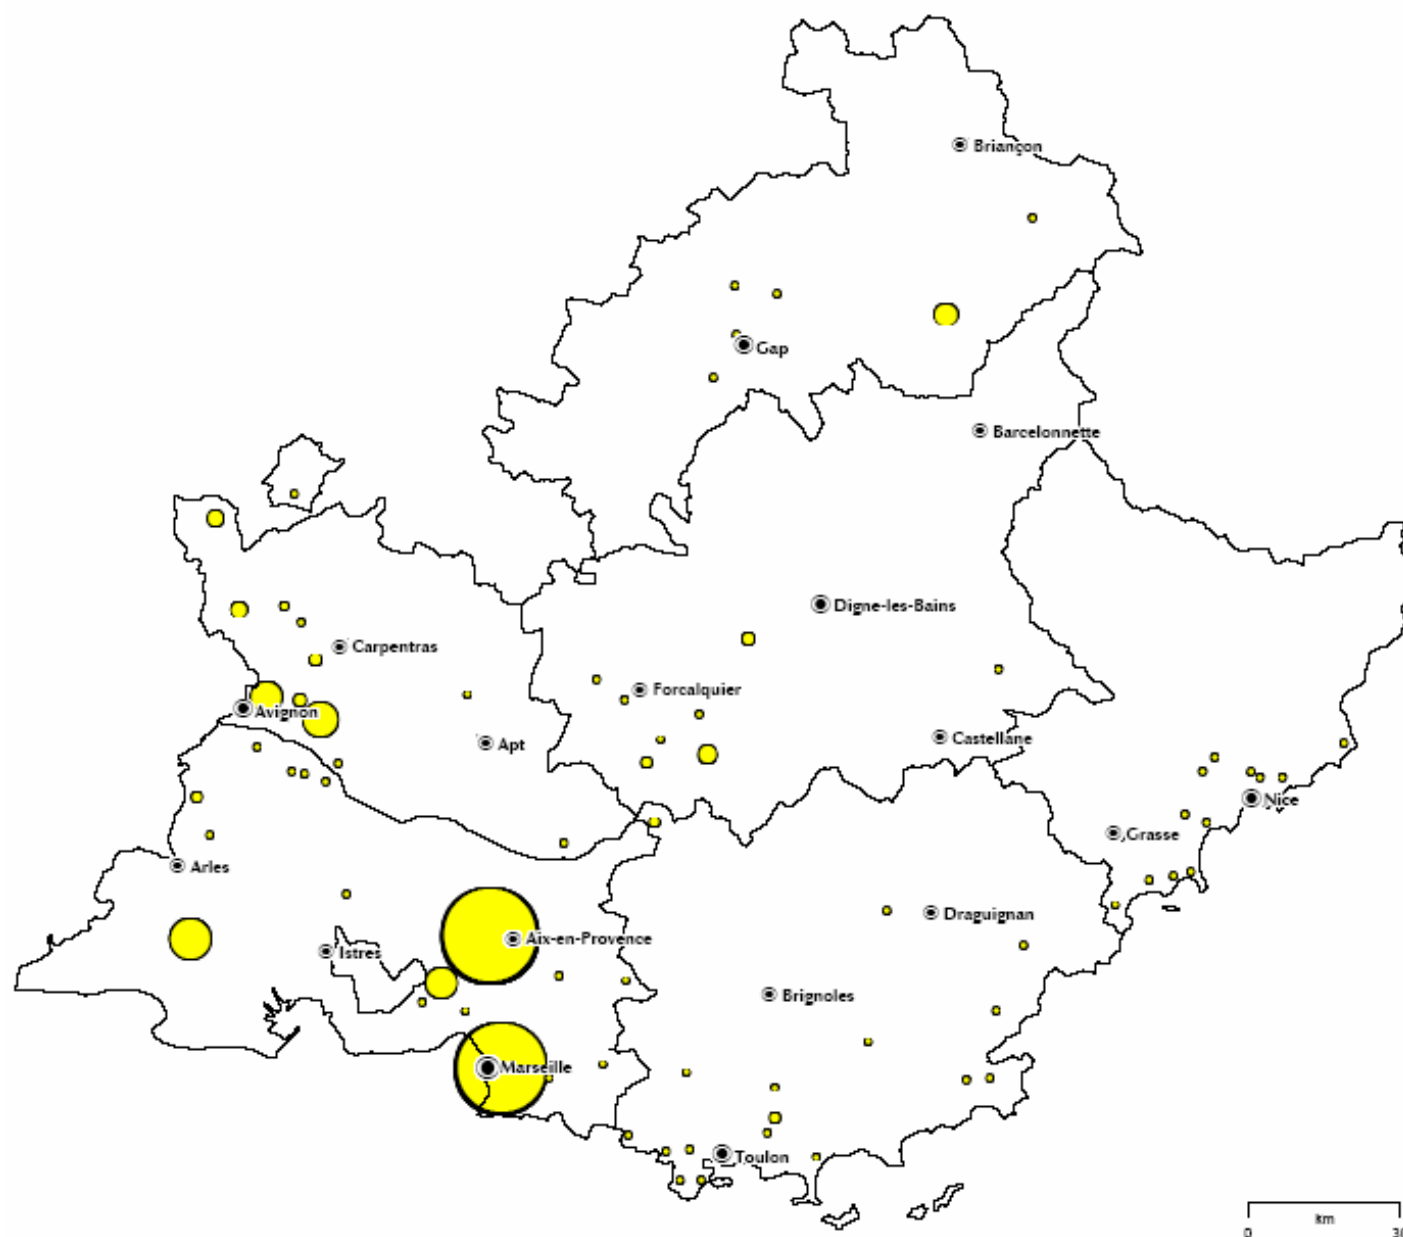 Briançon
Gap
Barcelonnette
Digne-les-Bains
Carpentras
Forcalquier
Avignon
Apt
Castellane
Nice
Grasse
Arles
Draguignan
Aix-en-Provence
Istres
Brignoles
Marseille
Toulon
km
0 30